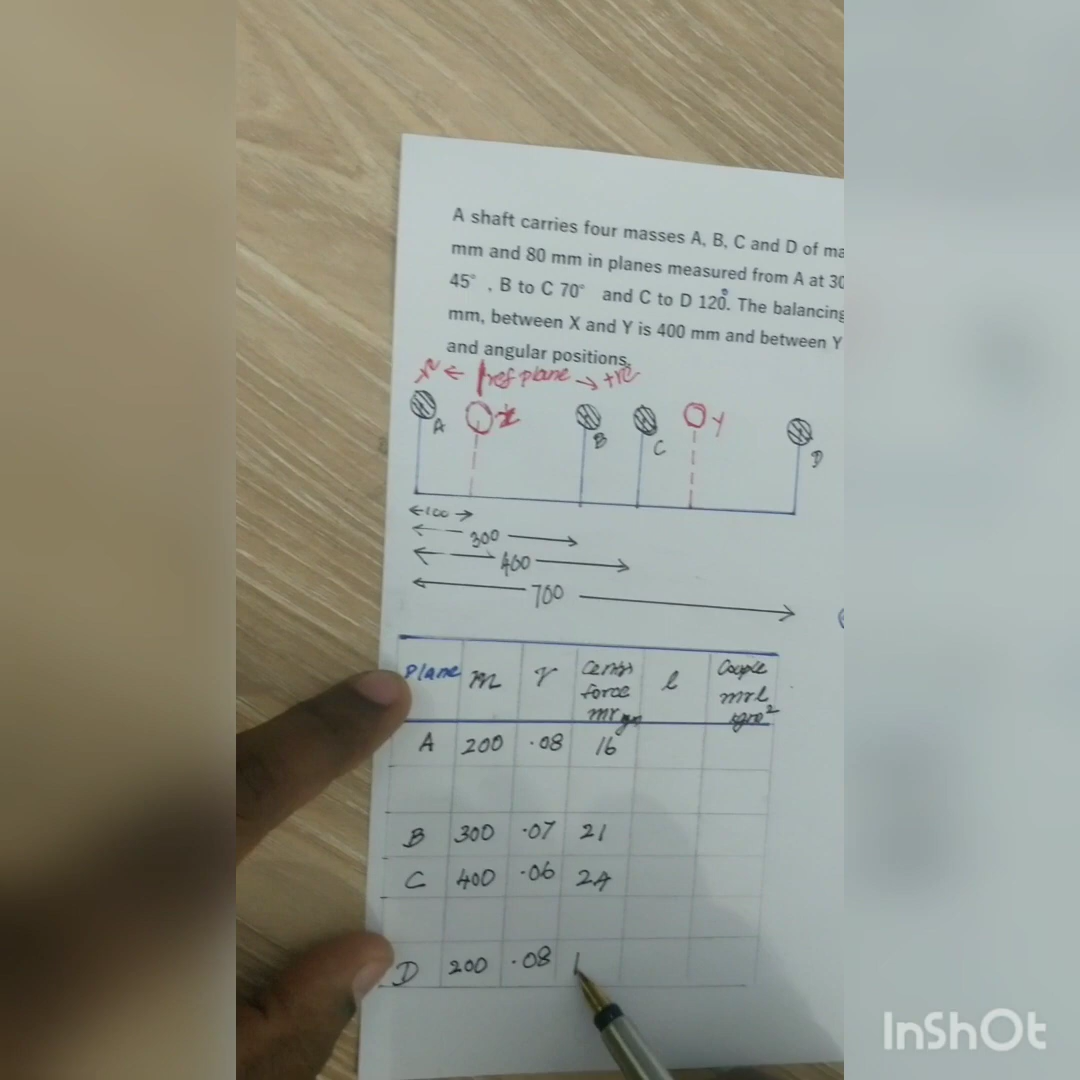 A shaft carries four masses A, B, C and D of ma
mm and 80 mm in planes measured from A at 30
45° , B to C 70° and C to D 120°. The balancing
mm, between X and Y is 400 mm and between Y
and angular positions.
← ref plane → +ve
A X B C Y D
←100→
← 300 →
← 400 →
← 700 →
Plane m r Centri force mr l Couple mrl
A 200 .08 16
B 300 .07 21
C 400 .06 24
D 200 .08 1
InShOt